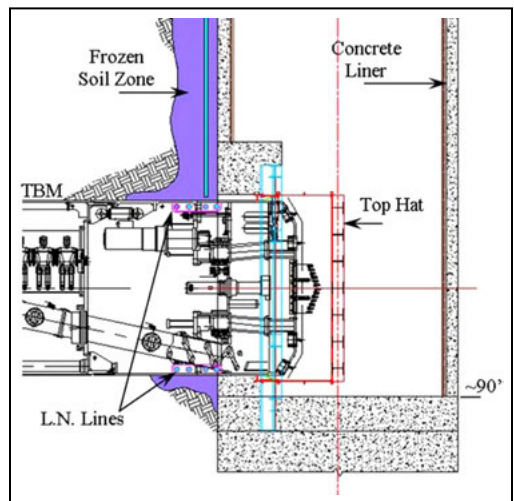 Frozen
Soil Zone
Concrete
Liner
TBM
Top Hat
L.N. Lines
~90'